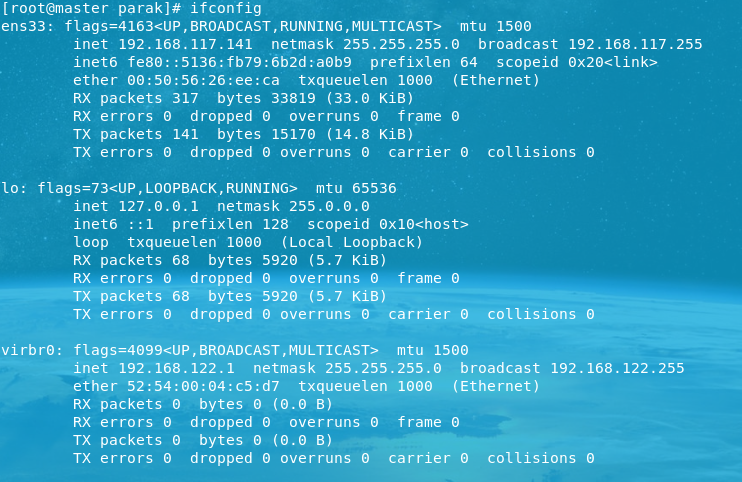 [root@master parak]# ifconfig
ens33: flags=4163<UP,BROADCAST,RUNNING,MULTICAST>  mtu 1500
        inet 192.168.117.141  netmask 255.255.255.0  broadcast 192.168.117.255
        inet6 fe80::5136:fb79:6b2d:a0b9  prefixlen 64  scopeid 0x20<link>
        ether 00:50:56:26:ee:ca  txqueuelen 1000  (Ethernet)
        RX packets 317  bytes 33819 (33.0 KiB)
        RX errors 0  dropped 0  overruns 0  frame 0
        TX packets 141  bytes 15170 (14.8 KiB)
        TX errors 0  dropped 0 overruns 0  carrier 0  collisions 0

lo: flags=73<UP,LOOPBACK,RUNNING>  mtu 65536
        inet 127.0.0.1  netmask 255.0.0.0
        inet6 ::1  prefixlen 128  scopeid 0x10<host>
        loop  txqueuelen 1000  (Local Loopback)
        RX packets 68  bytes 5920 (5.7 KiB)
        RX errors 0  dropped 0  overruns 0  frame 0
        TX packets 68  bytes 5920 (5.7 KiB)
        TX errors 0  dropped 0 overruns 0  carrier 0  collisions 0

virbr0: flags=4099<UP,BROADCAST,MULTICAST>  mtu 1500
        inet 192.168.122.1  netmask 255.255.255.0  broadcast 192.168.122.255
        ether 52:54:00:04:c5:d7  txqueuelen 1000  (Ethernet)
        RX packets 0  bytes 0 (0.0 B)
        RX errors 0  dropped 0  overruns 0  frame 0
        TX packets 0  bytes 0 (0.0 B)
        TX errors 0  dropped 0 overruns 0  carrier 0  collisions 0